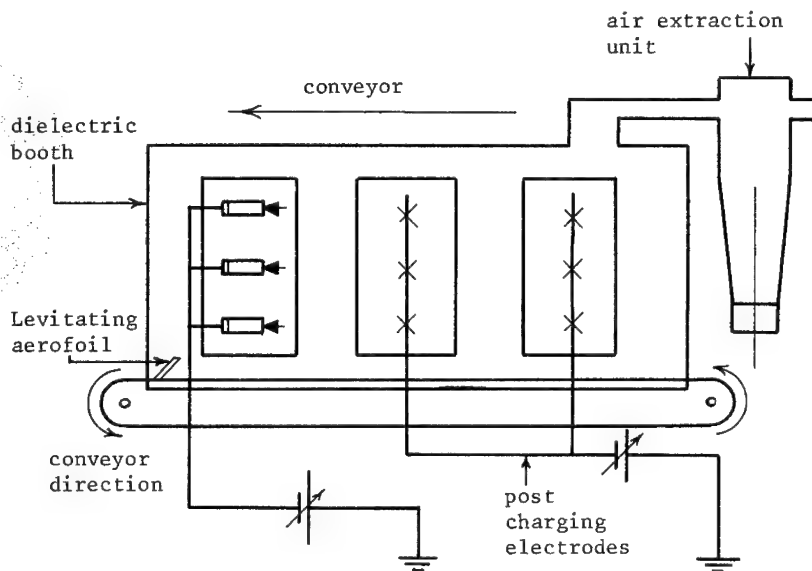 air extraction
unit
conveyor
dielectric
booth
Levitating
aerofoil
conveyor
direction
post
charging
electrodes